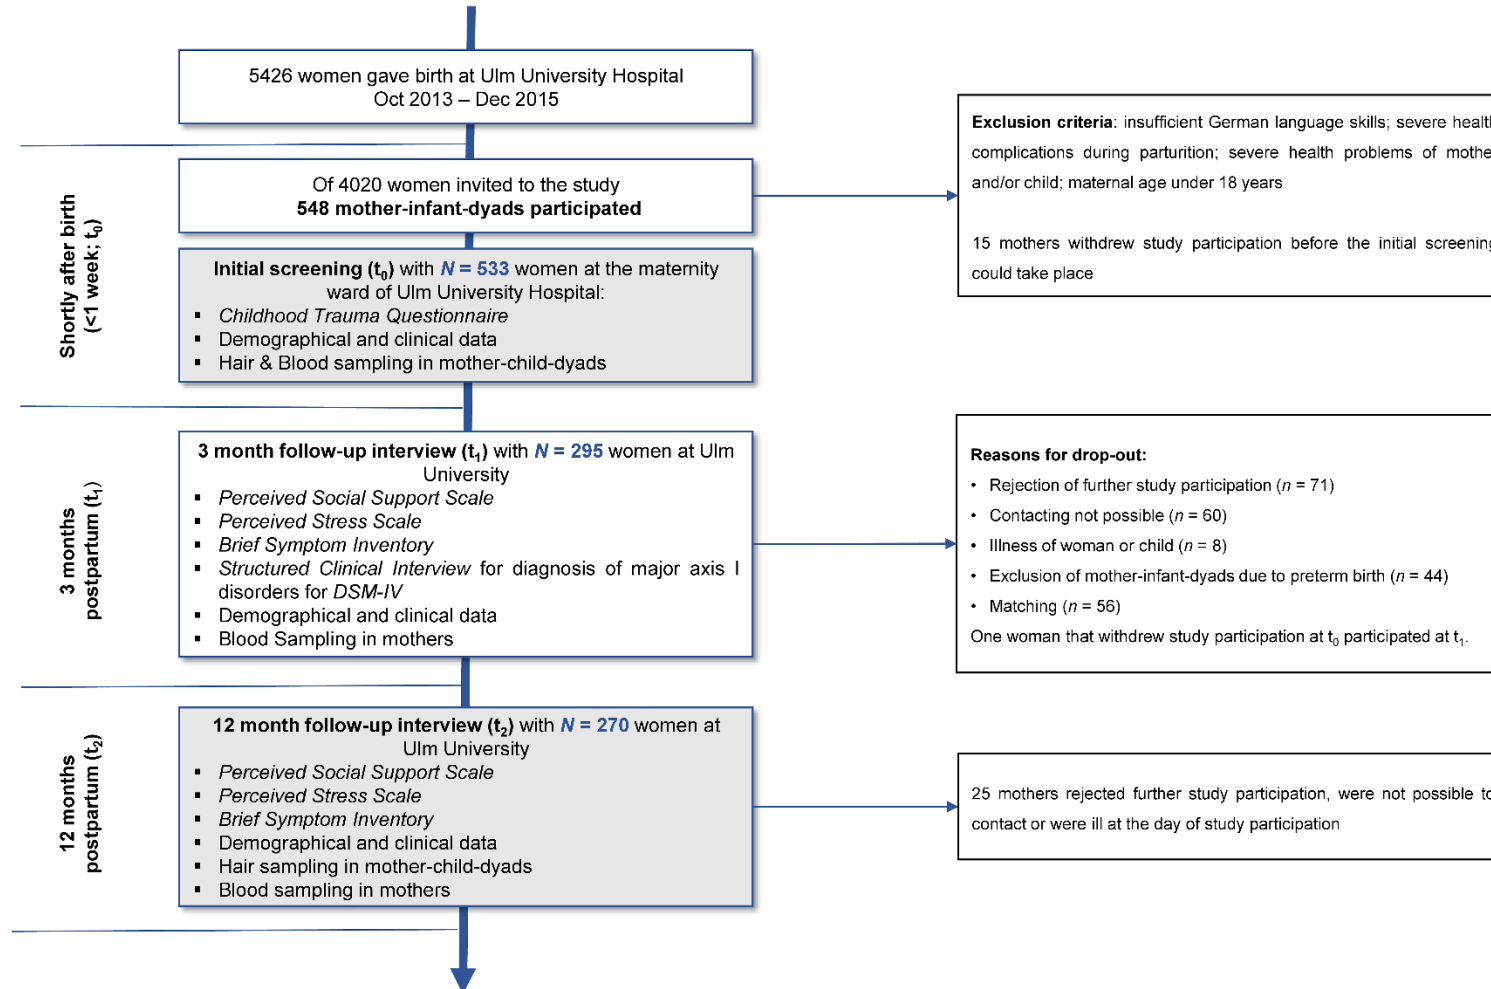 5426 women gave birth at Ulm University Hospital
Oct 2013 – Dec 2015
Shortly after birth
(<1 week; t0)
Of 4020 women invited to the study
548 mother-infant-dyads participated
Exclusion criteria: insufficient German language skills; severe health
complications during parturition; severe health problems of mother
and/or child; maternal age under 18 years
15 mothers withdrew study participation before the initial screening
could take place
Initial screening (t0) with N = 533 women at the maternity
ward of Ulm University Hospital:
▪ Childhood Trauma Questionnaire
▪ Demographical and clinical data
▪ Hair & Blood sampling in mother-child-dyads
3 months
postpartum (t1)
3 month follow-up interview (t1) with N = 295 women at Ulm
University
▪ Perceived Social Support Scale
▪ Perceived Stress Scale
▪ Brief Symptom Inventory
▪ Structured Clinical Interview for diagnosis of major axis I
disorders for DSM-IV
▪ Demographical and clinical data
▪ Blood Sampling in mothers
Reasons for drop-out:
• Rejection of further study participation (n = 71)
• Contacting not possible (n = 60)
• Illness of woman or child (n = 8)
• Exclusion of mother-infant-dyads due to preterm birth (n = 44)
• Matching (n = 56)
One woman that withdrew study participation at t0 participated at t1.
12 months
postpartum (t2)
12 month follow-up interview (t2) with N = 270 women at
Ulm University
▪ Perceived Social Support Scale
▪ Perceived Stress Scale
▪ Brief Symptom Inventory
▪ Demographical and clinical data
▪ Hair sampling in mother-child-dyads
▪ Blood sampling in mothers
25 mothers rejected further study participation, were not possible to
contact or were ill at the day of study participation